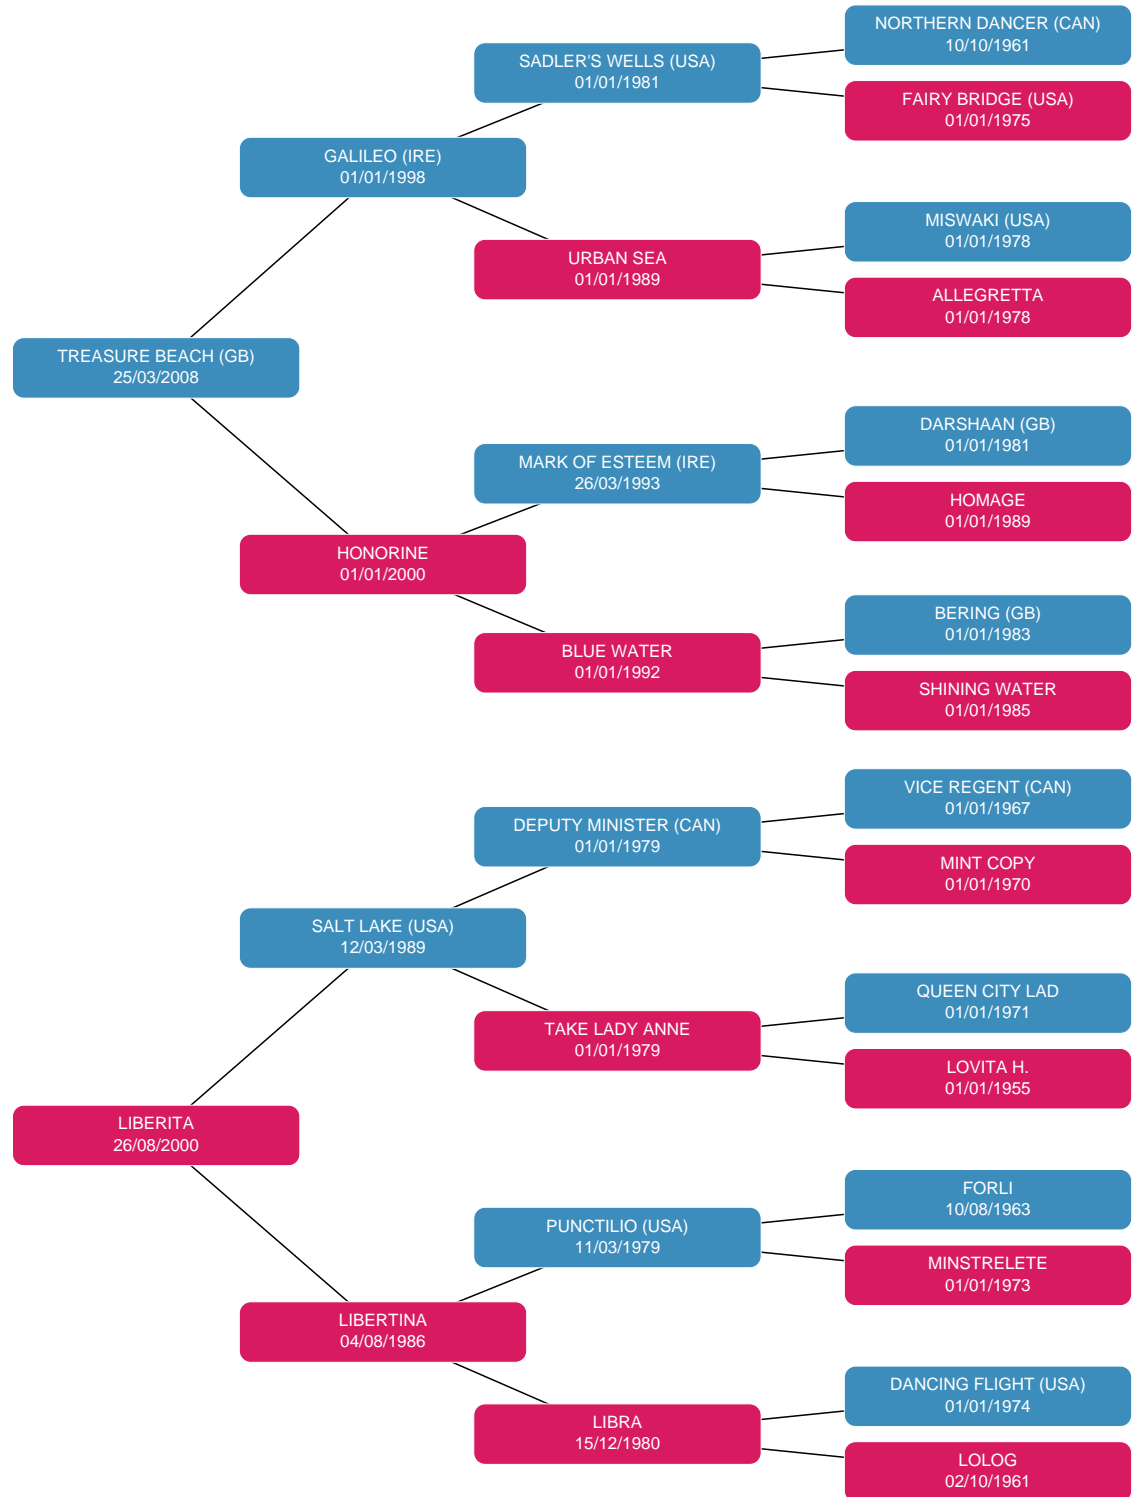 NORTHERN DANCER (CAN)
10/10/1961
SADLER'S WELLS (USA)
01/01/1981
FAIRY BRIDGE (USA)
01/01/1975
GALILEO (IRE)
01/01/1998
MISWAKI (USA)
01/01/1978
URBAN SEA
01/01/1989
ALLEGRETTA
01/01/1978
TREASURE BEACH (GB)
25/03/2008
DARSHAAN (GB)
01/01/1981
MARK OF ESTEEM (IRE)
26/03/1993
HOMAGE
01/01/1989
HONORINE
01/01/2000
BERING (GB)
01/01/1983
BLUE WATER
01/01/1992
SHINING WATER
01/01/1985
VICE REGENT (CAN)
01/01/1967
DEPUTY MINISTER (CAN)
01/01/1979
MINT COPY
01/01/1970
SALT LAKE (USA)
12/03/1989
QUEEN CITY LAD
01/01/1971
TAKE LADY ANNE
01/01/1979
LOVITA H.
01/01/1955
LIBERITA
26/08/2000
FORLI
10/08/1963
PUNCTILIO (USA)
11/03/1979
MINSTRELETE
01/01/1973
LIBERTINA
04/08/1986
DANCING FLIGHT (USA)
01/01/1974
LIBRA
15/12/1980
LOLOG
02/10/1961